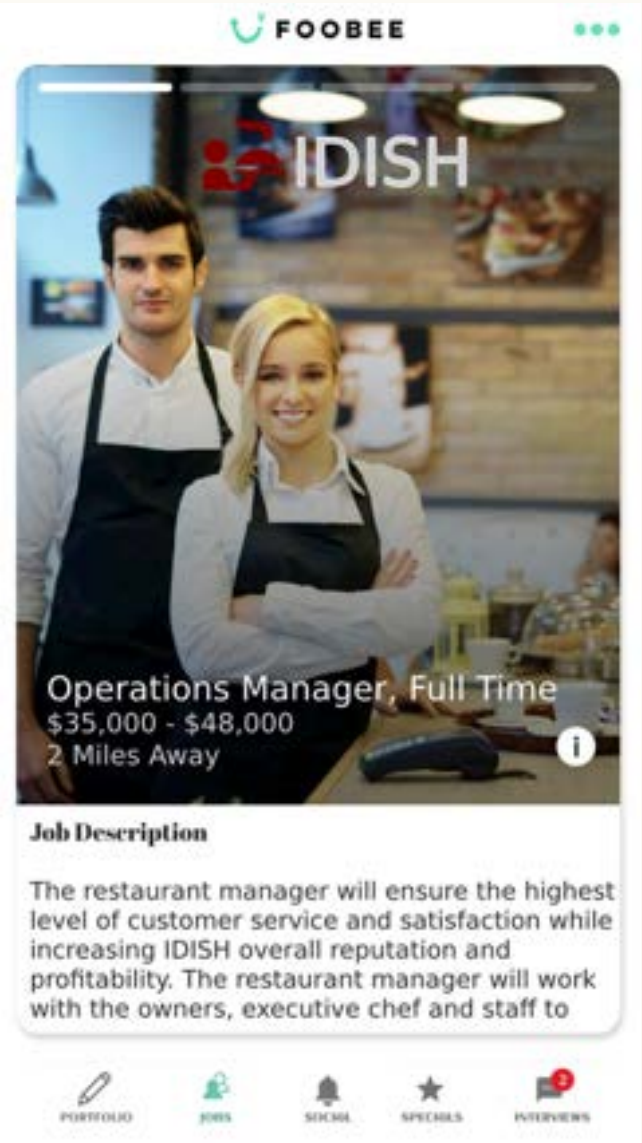 FOOBEE
IDISH
Operations Manager, Full Time
$35,000 - $48,000
2 Miles Away
i
Job Description
The restaurant manager will ensure the highest
level of customer service and satisfaction while
increasing IDISH overall reputation and
profitability. The restaurant manager will work
with the owners, executive chef and staff to
2
PORTFOLIO JOBS SOCIAL SPECIALS INTERVIEWS